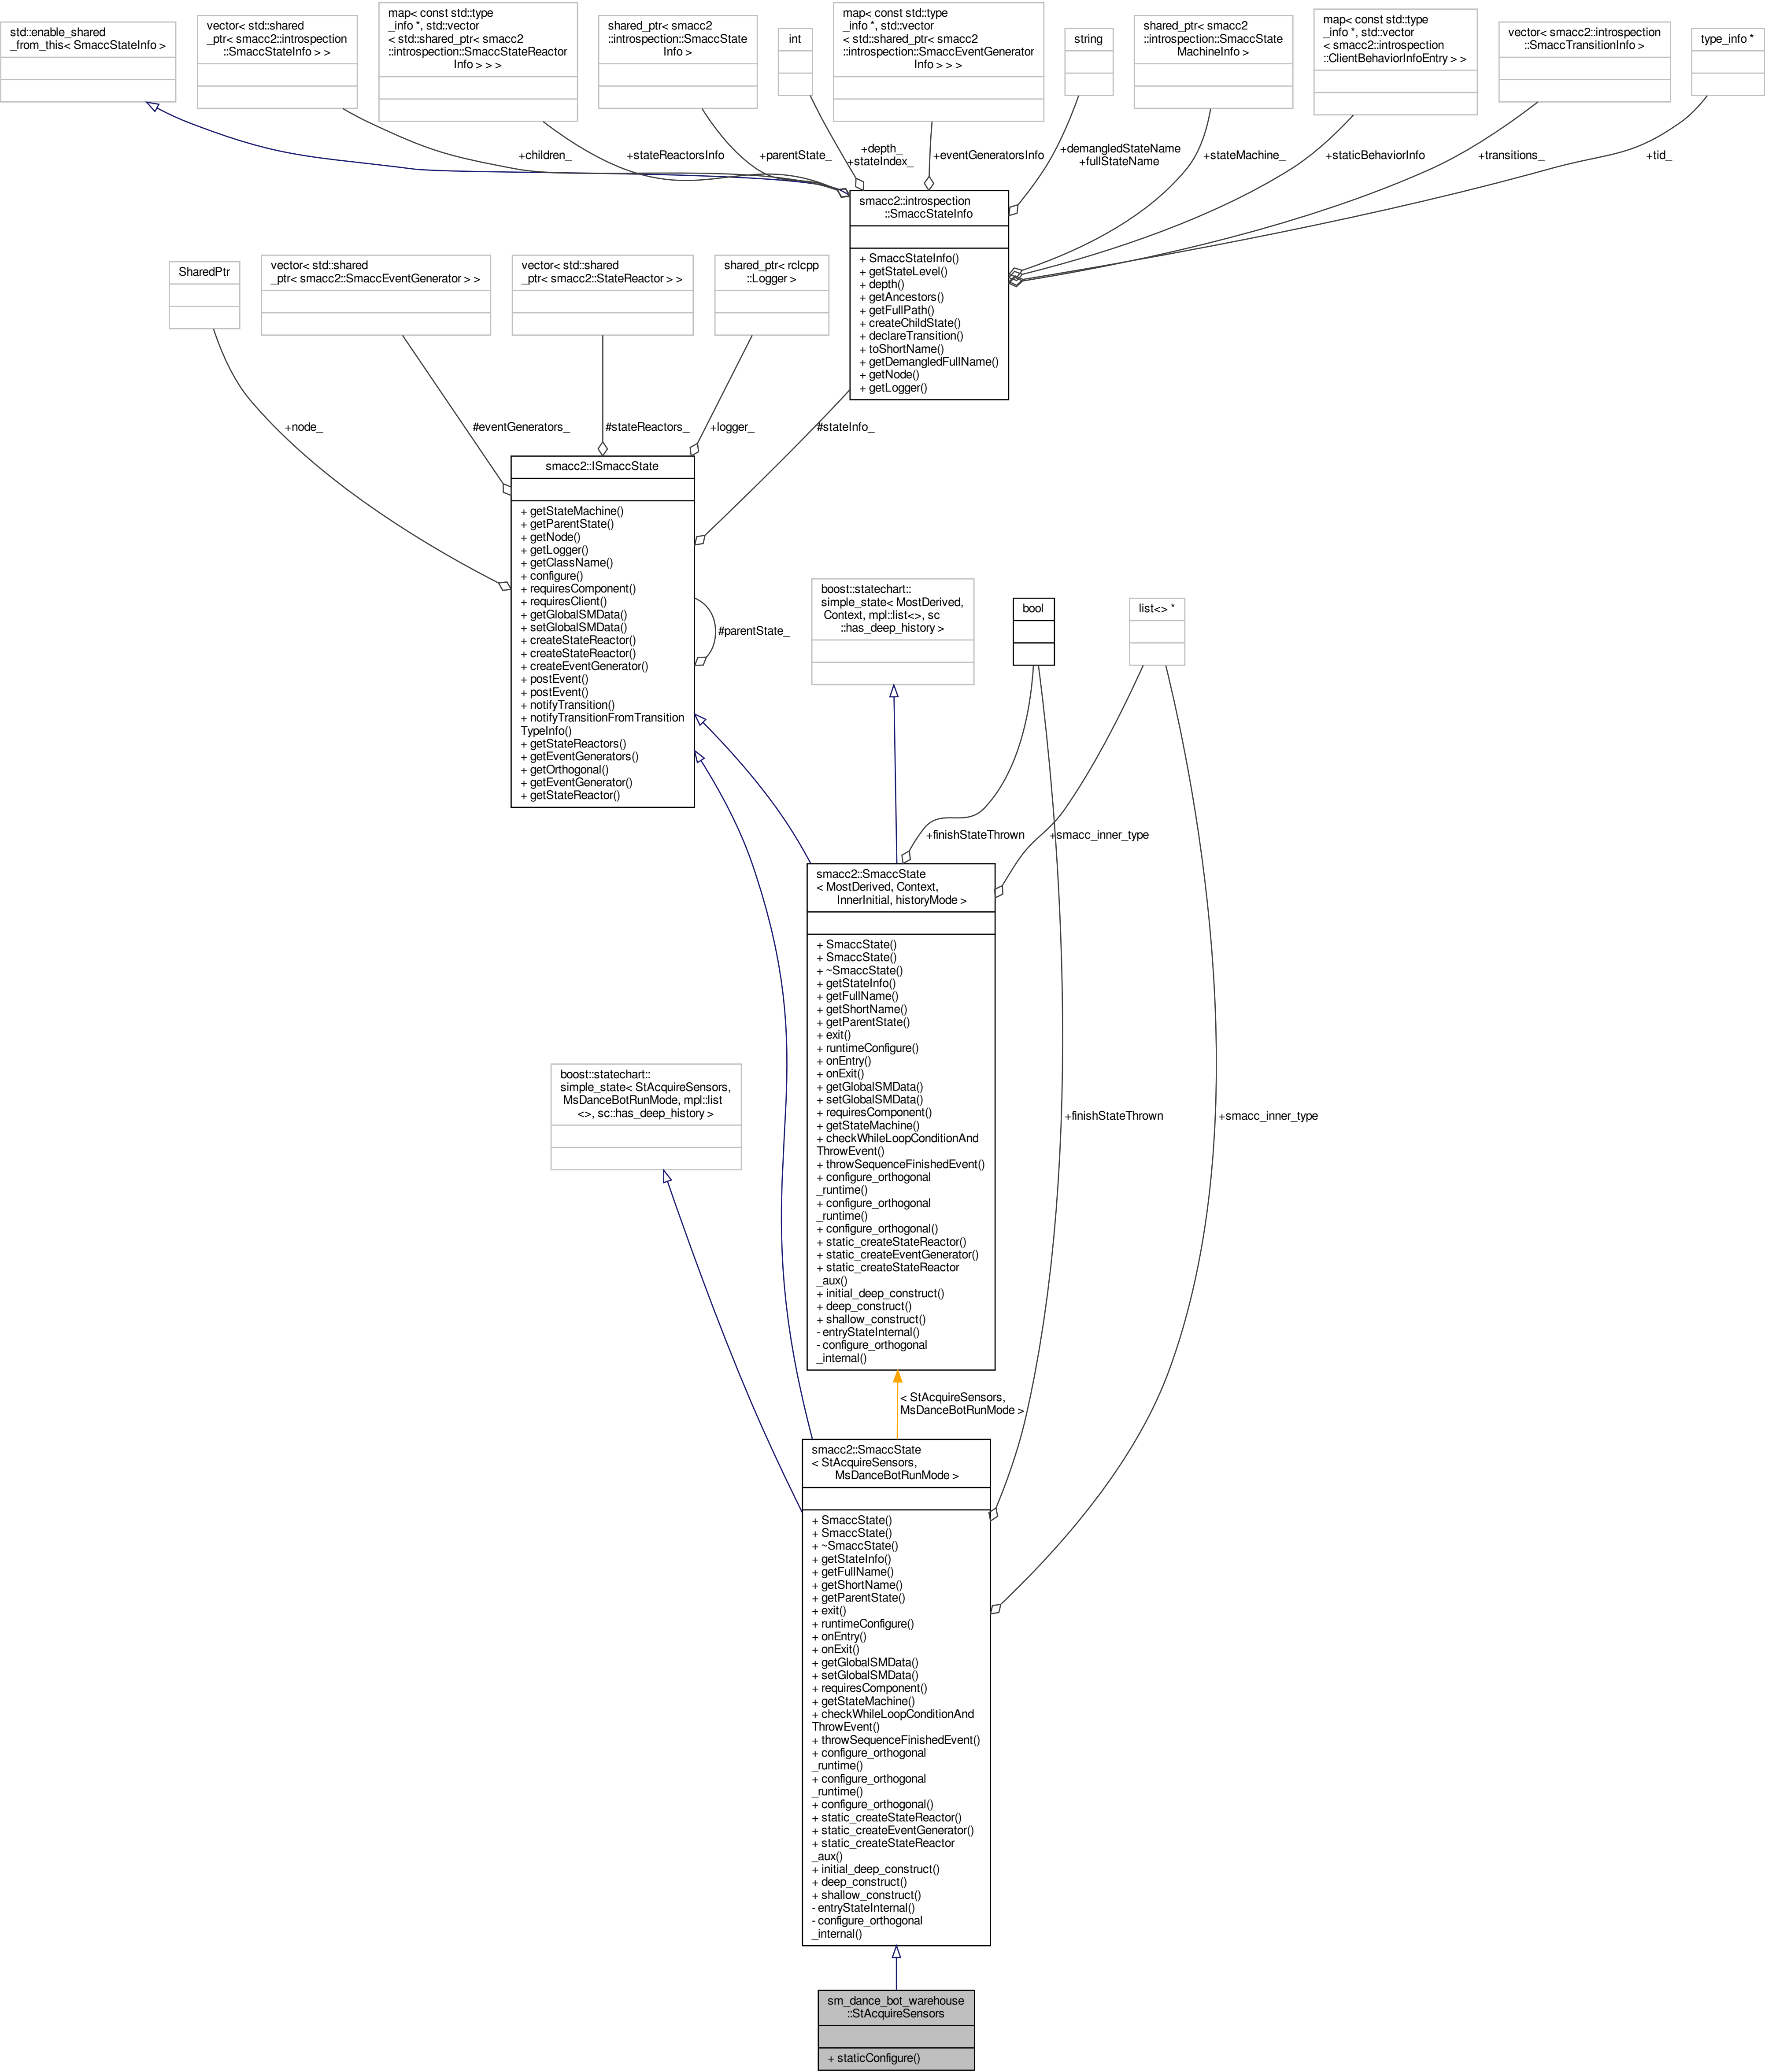 std::enable_shared
_from_this< SmaccStateInfo >
vector< std::shared
_ptr< smacc2::introspection
::SmaccStateInfo > >
map< const std::type
_info *, std::vector
< std::shared_ptr< smacc2
::introspection::SmaccStateReactor
Info > > >
shared_ptr< smacc2
::introspection::SmaccState
Info >
int
map< const std::type
_info *, std::vector
< std::shared_ptr< smacc2
::introspection::SmaccEventGenerator
Info > > >
string
shared_ptr< smacc2
::introspection::SmaccState
MachineInfo >
map< const std::type
_info *, std::vector
< smacc2::introspection
::ClientBehaviorInfoEntry > >
vector< smacc2::introspection
::SmaccTransitionInfo >
type_info *
+children_
+stateReactorsInfo
+parentState_
+depth_
+stateIndex_
+eventGeneratorsInfo
+demangledStateName
+fullStateName
+stateMachine_
+staticBehaviorInfo
+transitions_
+tid_
smacc2::introspection
::SmaccStateInfo
+ SmaccStateInfo()
+ getStateLevel()
+ depth()
+ getAncestors()
+ getFullPath()
+ createChildState()
+ declareTransition()
+ toShortName()
+ getDemangledFullName()
+ getNode()
+ getLogger()
SharedPtr
vector< std::shared
_ptr< smacc2::SmaccEventGenerator > >
vector< std::shared
_ptr< smacc2::StateReactor > >
shared_ptr< rclcpp
::Logger >
+node_
#eventGenerators_
#stateReactors_
+logger_
#stateInfo_
smacc2::ISmaccState
+ getStateMachine()
+ getParentState()
+ getNode()
+ getLogger()
+ getClassName()
+ configure()
+ requiresComponent()
+ requiresClient()
+ getGlobalSMData()
+ setGlobalSMData()
+ createStateReactor()
+ createStateReactor()
+ createEventGenerator()
+ postEvent()
+ postEvent()
+ notifyTransition()
+ notifyTransitionFromTransition
TypeInfo()
+ getStateReactors()
+ getEventGenerators()
+ getOrthogonal()
+ getEventGenerator()
+ getStateReactor()
#parentState_
boost::statechart::
simple_state< MostDerived,
Context, mpl::list<>, sc
::has_deep_history >
bool
list<> *
+finishStateThrown
+smacc_inner_type
smacc2::SmaccState
< MostDerived, Context,
InnerInitial, historyMode >
+ SmaccState()
+ SmaccState()
+ ~SmaccState()
+ getStateInfo()
+ getFullName()
+ getShortName()
+ getParentState()
+ exit()
+ runtimeConfigure()
+ onEntry()
+ onExit()
+ getGlobalSMData()
+ setGlobalSMData()
+ requiresComponent()
+ getStateMachine()
+ checkWhileLoopConditionAnd
ThrowEvent()
+ throwSequenceFinishedEvent()
+ configure_orthogonal
_runtime()
+ configure_orthogonal
_runtime()
+ configure_orthogonal()
+ static_createStateReactor()
+ static_createEventGenerator()
+ static_createStateReactor
_aux()
+ initial_deep_construct()
+ deep_construct()
+ shallow_construct()
- entryStateInternal()
- configure_orthogonal
_internal()
boost::statechart::
simple_state< StAcquireSensors,
MsDanceBotRunMode, mpl::list
<>, sc::has_deep_history >
+finishStateThrown
+smacc_inner_type
< StAcquireSensors,
MsDanceBotRunMode >
smacc2::SmaccState
< StAcquireSensors,
MsDanceBotRunMode >
+ SmaccState()
+ SmaccState()
+ ~SmaccState()
+ getStateInfo()
+ getFullName()
+ getShortName()
+ getParentState()
+ exit()
+ runtimeConfigure()
+ onEntry()
+ onExit()
+ getGlobalSMData()
+ setGlobalSMData()
+ requiresComponent()
+ getStateMachine()
+ checkWhileLoopConditionAnd
ThrowEvent()
+ throwSequenceFinishedEvent()
+ configure_orthogonal
_runtime()
+ configure_orthogonal
_runtime()
+ configure_orthogonal()
+ static_createStateReactor()
+ static_createEventGenerator()
+ static_createStateReactor
_aux()
+ initial_deep_construct()
+ deep_construct()
+ shallow_construct()
- entryStateInternal()
- configure_orthogonal
_internal()
sm_dance_bot_warehouse
::StAcquireSensors
+ staticConfigure()